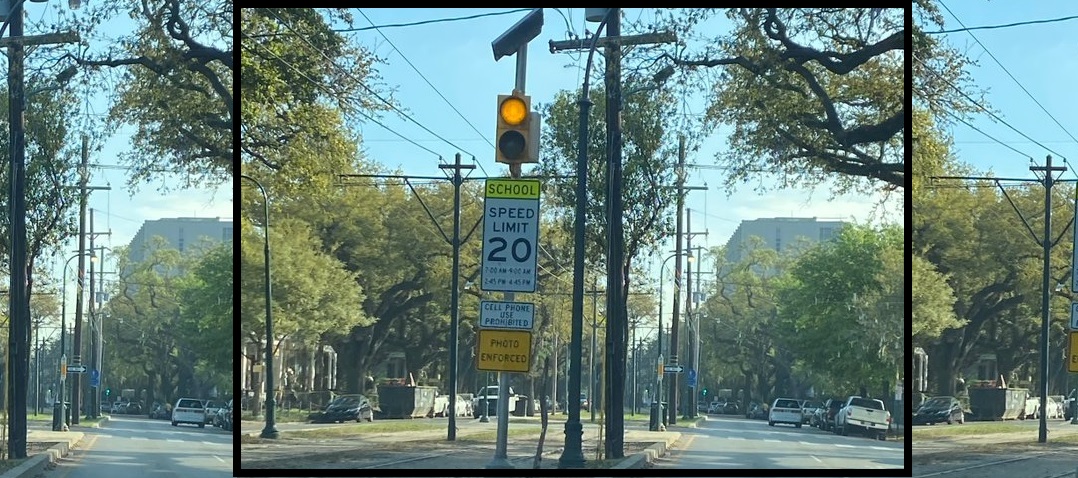 SCHOOL
SPEED
LIMIT
20
7:00 AM-9:00 AM
2:45 PM-4:45 PM
CELL PHONE
USE
PROHIBITED
PHOTO
ENFORCED